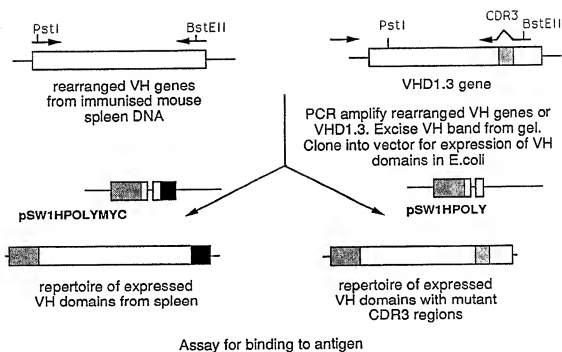 PstI
BstEII
rearranged VH genes
from immunised mouse
spleen DNA
CDR3
BstEII
PstI
VHD1.3 gene
PCR amplify rearranged VH genes or
VHD1.3. Excise VH band from gel.
Clone into vector for expression of VH
domains in E.coli
pSW1HPOLYMYC
pSW1HPOLY
repertoire of expressed
VH domains from spleen
repertoire of expressed
VH domains with mutant
CDR3 regions
Assay for binding to antigen